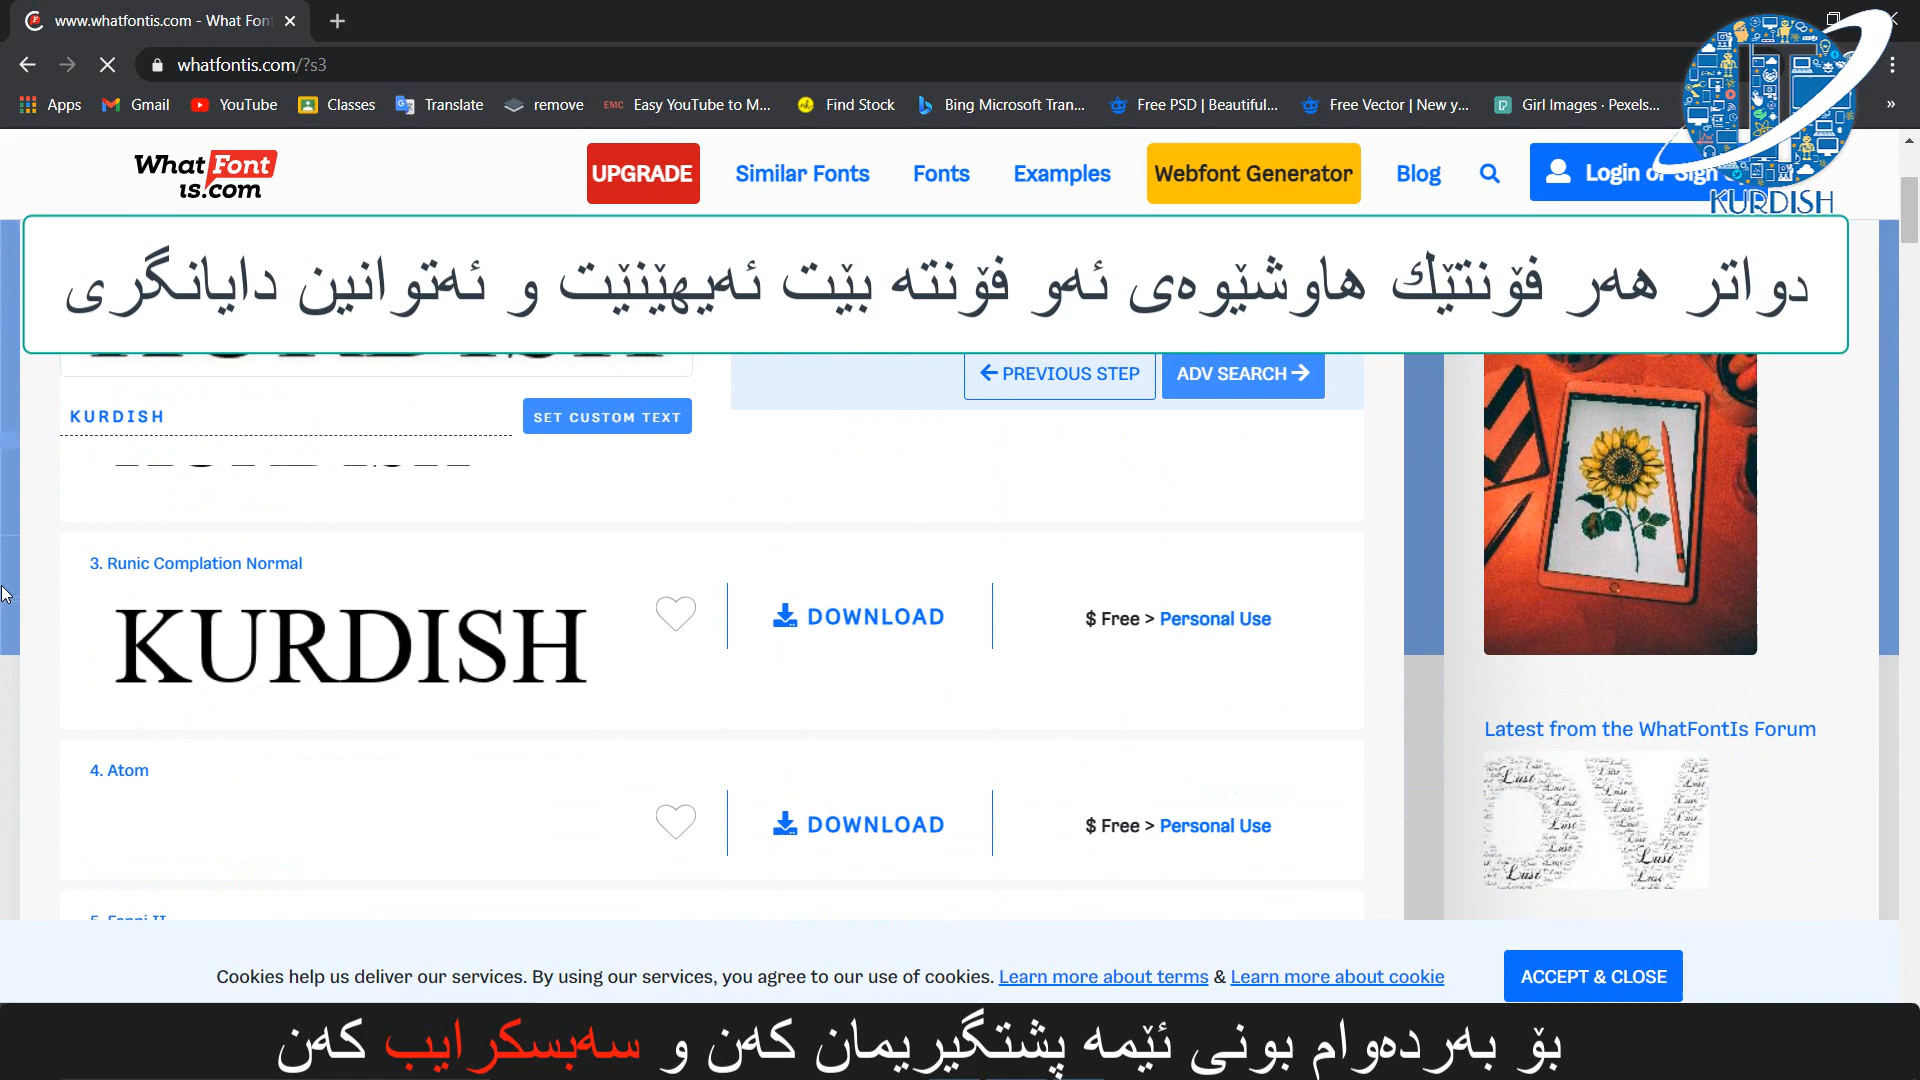 www.whatfontis.com - What Font
whatfontis.com/?s3
Apps
Gmail
YouTube
Classes
Translate
remove
EMC
Easy YouTube to M...
Find Stock
Bing Microsoft Tran...
Free PSD | Beautiful...
Free Vector | New y...
Girl Images · Pexels...
»
What Font is.com
UPGRADE
Similar Fonts
Fonts
Examples
Webfont Generator
Blog
Login or Sign
KURDISH
دواتر هەر فۆنتێك هاوشێوەی ئەو فۆنتە بێت ئەیهێنێت و ئەتوانین دایانگری
PREVIOUS STEP
ADV SEARCH
KURDISH
SET CUSTOM TEXT
3. Runic Complation Normal
KURDISH
DOWNLOAD
$ Free > Personal Use
4. Atom
DOWNLOAD
$ Free > Personal Use
Latest from the WhatFontIs Forum
Lust
Cookies help us deliver our services. By using our services, you agree to our use of cookies. Learn more about terms & Learn more about cookie
ACCEPT & CLOSE
بۆ بەردەوام بونی ئێمە پشتگیریمان کەن و سەبسکرایب کەن